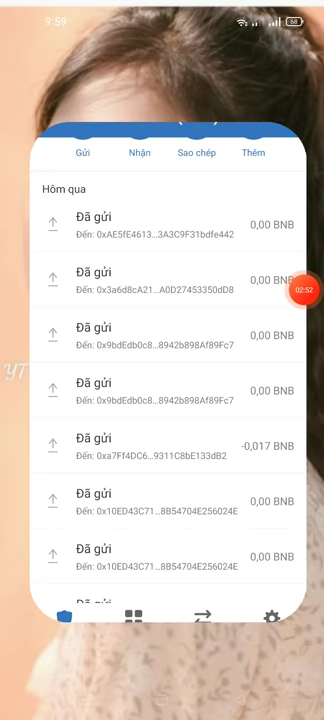 9:59
68
Gửi Nhận Sao chép Thêm
Hôm qua
Đã gửi
0,00 BNB
Đến: 0xAE5fE4613...3A3C9F31bdfe442
Đã gửi
0,00 BNB
Đến: 0x3a6d8cA21...A0D27453350dD8
02:52
Đã gửi
0,00 BNB
Đến: 0x9bdEdb0c8...8942b898Af89Fc7
Đã gửi
0,00 BNB
Đến: 0x9bdEdb0c8...8942b898Af89Fc7
Đã gửi
-0,017 BNB
Đến: 0xa7Ff4DC6...9311C8bE133dB2
Đã gửi
0,00 BNB
Đến: 0x10ED43C71...8B54704E256024E
Đã gửi
0,00 BNB
Đến: 0x10ED43C71...8B54704E256024E
Đã gửi